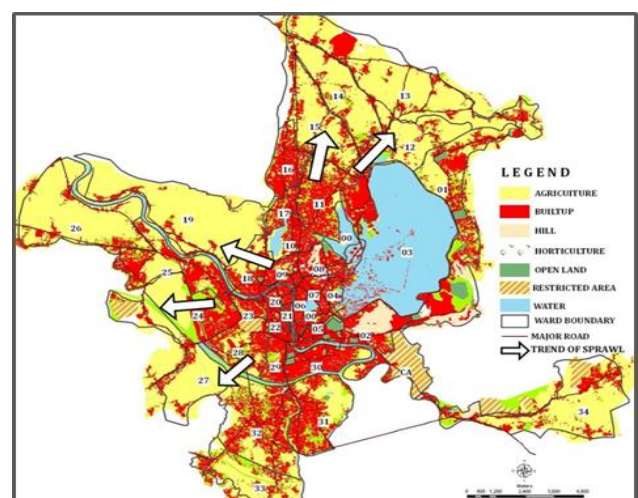 14
13
15
12
16
01
11
17
19
00
26
10
03
08
09
25
18
07
04
20
06
24
23
21
00
22
05
02
28
29
30
CA
27
31
34
32
33
LEGEND
AGRICULTURE
BUILTUP
HILL
HORTICULTURE
OPEN LAND
RESTRICTED AREA
WATER
WARD BOUNDARY
MAJOR ROAD
TREND OF SPRAWL
Meters